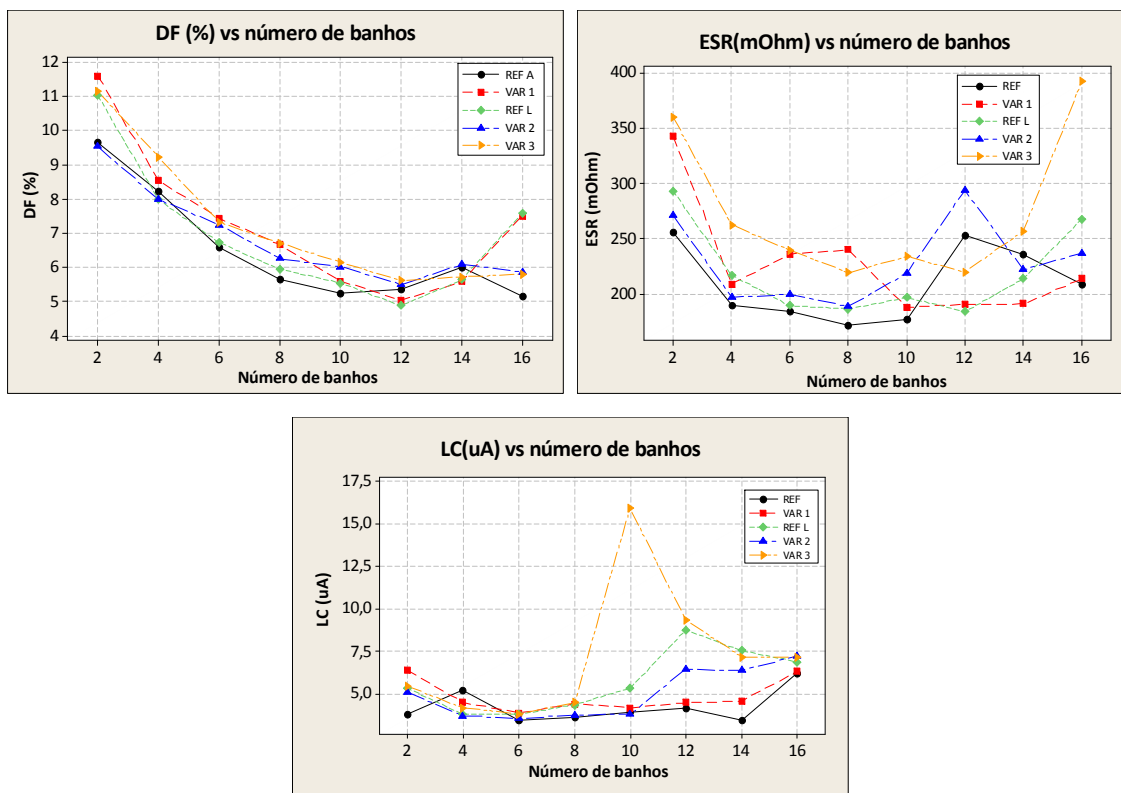 DF (%) vs número de banhos
12
11
10
9
8
7
6
5
4
DF (%)
REF A
VAR 1
REF L
VAR 2
VAR 3
2 4 6 8 10 12 14 16
Número de banhos
ESR(mOhm) vs número de banhos
400
350
300
250
200
ESR (mOhm)
REF
VAR 1
REF L
VAR 2
VAR 3
2 4 6 8 10 12 14 16
Número de banhos
LC(uA) vs número de banhos
17,5
15,0
12,5
10,0
7,5
5,0
LC (uA)
REF
VAR 1
REF L
VAR 2
VAR 3
2 4 6 8 10 12 14 16
Número de banhos